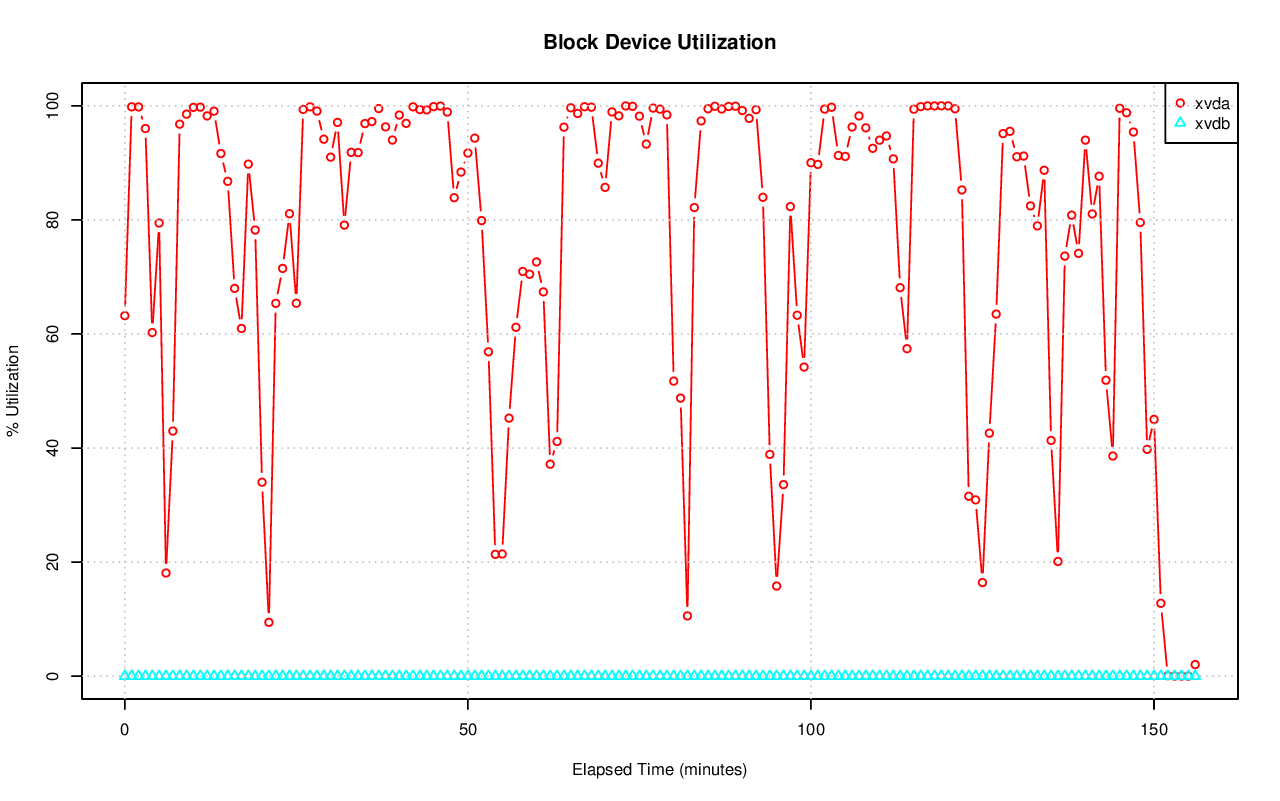 Block Device Utilization
xvda
xvdb
% Utilization
100
80
60
40
20
0
0 50 100 150
Elapsed Time (minutes)